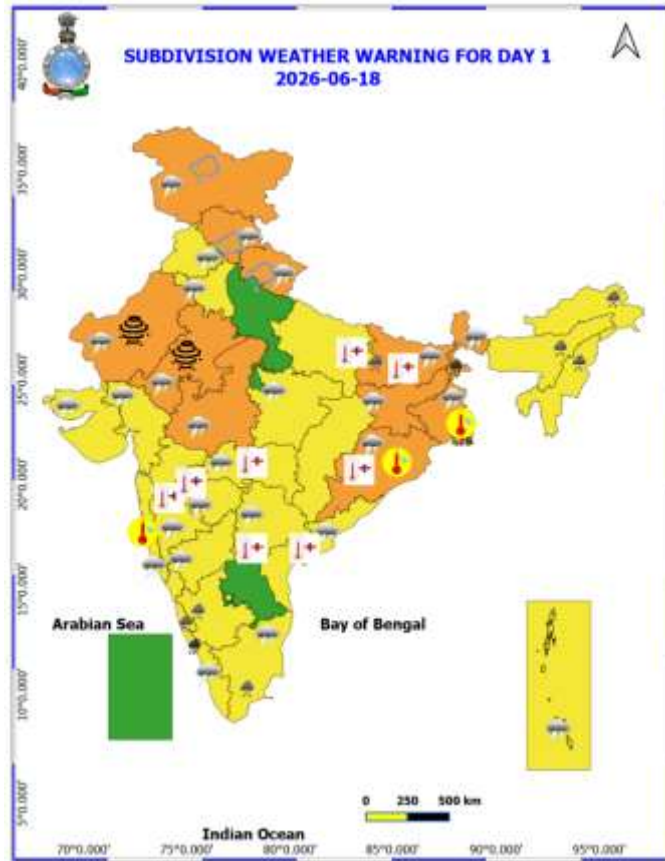 SUBDIVISION WEATHER WARNING FOR DAY 1
2026-06-18
40°0.000'
35°0.000'
30°0.000'
25°0.000'
20°0.000'
15°0.000'
10°0.000'
5°0.000'
Arabian Sea
Bay of Bengal
0 250 500 km
Indian Ocean
70°0.000' 75°0.000' 80°0.000' 85°0.000' 90°0.000' 95°0.000'